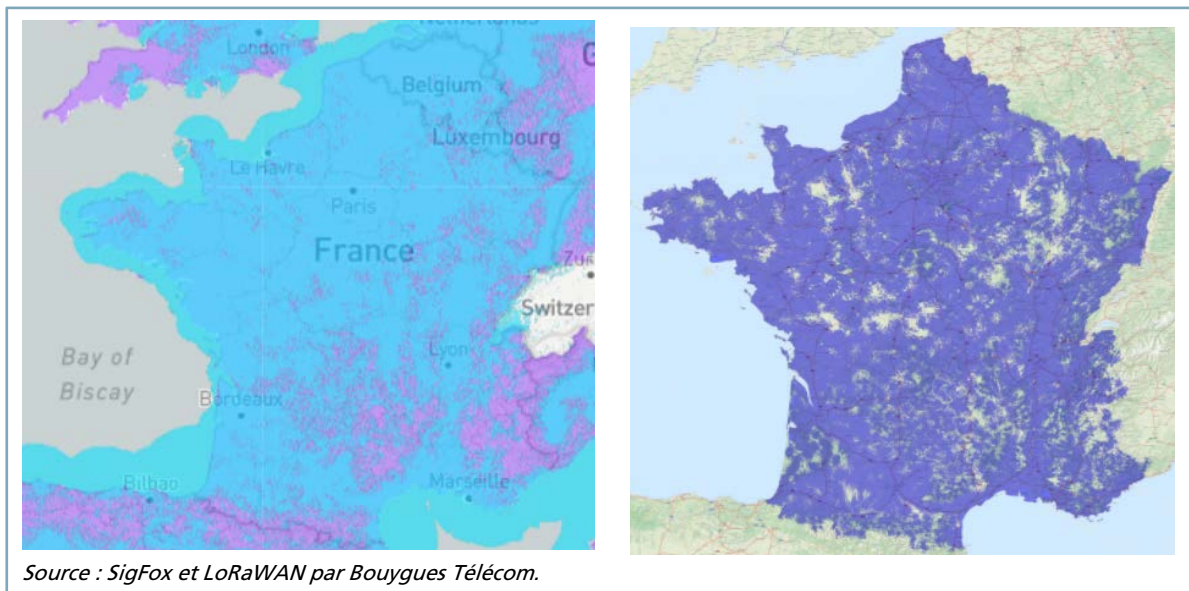 Netherlands
London
G
Belgium
Luxembourg
Le Havre
Paris
France
Zur
Switzer
Bay of
Biscay
Lyon
Bordeaux
Bilbao
Marseille
Source : SigFox et LoRaWAN par Bouygues Télécom.